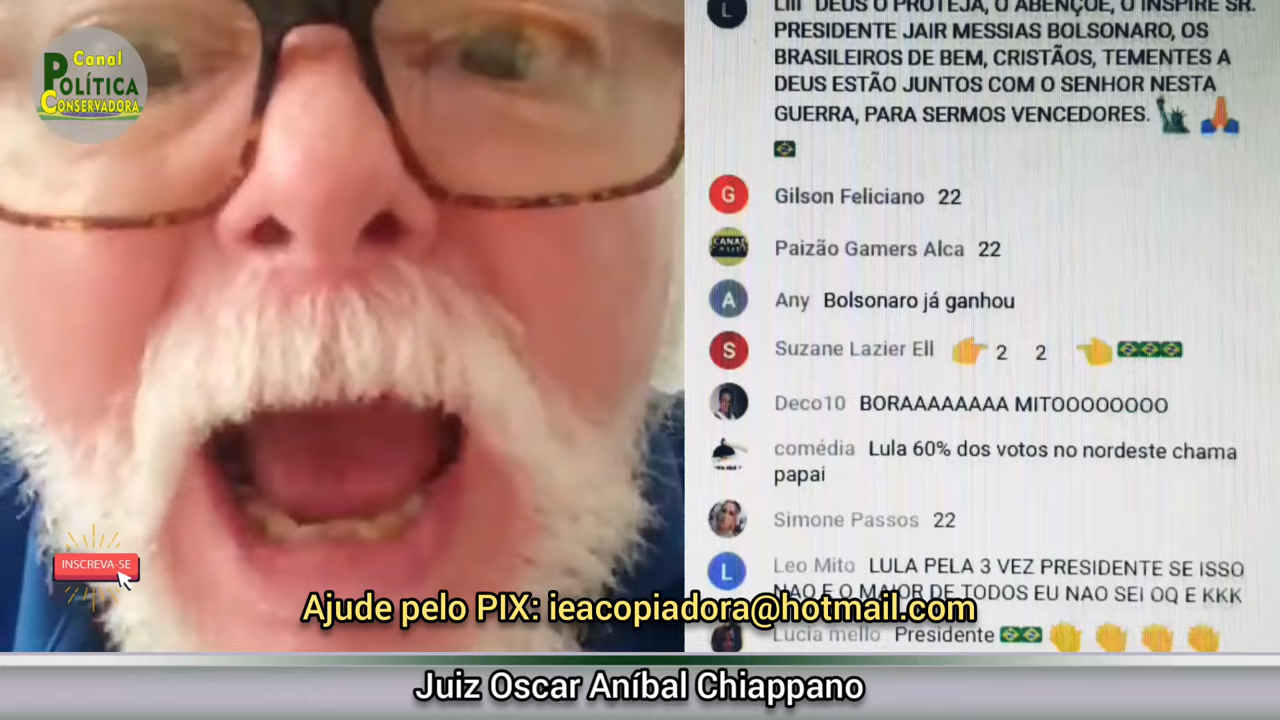 Canal
POLÍTICA
CONSERVADORA
INSCREVA-SE
L
Lili DEUS O PROTEJA, O ABENÇOE, O INSPIRE SR.
PRESIDENTE JAIR MESSIAS BOLSONARO, OS
BRASILEIROS DE BEM, CRISTÃOS, TEMENTES A
DEUS ESTÃO JUNTOS COM O SENHOR NESTA
GUERRA, PARA SERMOS VENCEDORES.
G Gilson Feliciano 22
Paizão Gamers Alca 22
A Any Bolsonaro já ganhou
S Suzane Lazier Ell 2 2
Deco10 BORAAAAAAAA MITOOOOOOOO
comédia Lula 60% dos votos no nordeste chama
papai
Simone Passos 22
L Leo Mito LULA PELA 3 VEZ PRESIDENTE SE ISSO
NAO E O MAIOR DE TODOS EU NAO SEI OQ E KKK
Lucia mello Presidente
Ajude pelo PIX: ieacopiadora@hotmail.com
Juiz Oscar Aníbal Chiappano